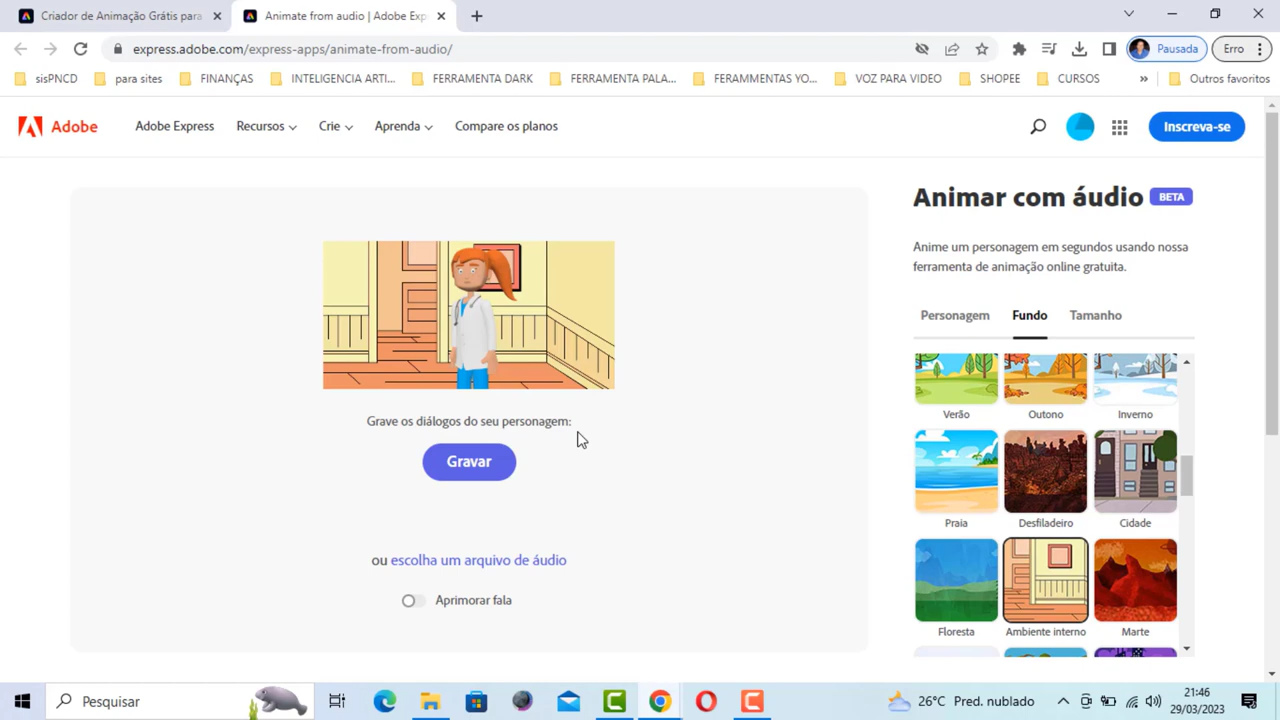 Criador de Animação Grátis para
Animate from audio | Adobe Exp
express.adobe.com/express-apps/animate-from-audio/
Pausada
Erro
sisPNCD
para sites
FINANÇAS
INTELIGENCIA ARTI...
FERRAMENTA DARK
FERRAMENTA PALA...
FERAMMENTAS YO...
VOZ PARA VIDEO
SHOPEE
CURSOS
»
Outros favoritos
Adobe
Adobe Express
Recursos
Crie
Aprenda
Compare os planos
Inscreva-se
Animar com áudio BETA
Anime um personagem em segundos usando nossa
ferramenta de animação online gratuita.
Personagem
Fundo
Tamanho
Verão
Outono
Inverno
Praia
Desfiladeiro
Cidade
Floresta
Ambiente interno
Marte
Grave os diálogos do seu personagem:
Gravar
ou escolha um arquivo de áudio
Aprimorar fala
Pesquisar
26°C Pred. nublado
21:46
29/03/2023